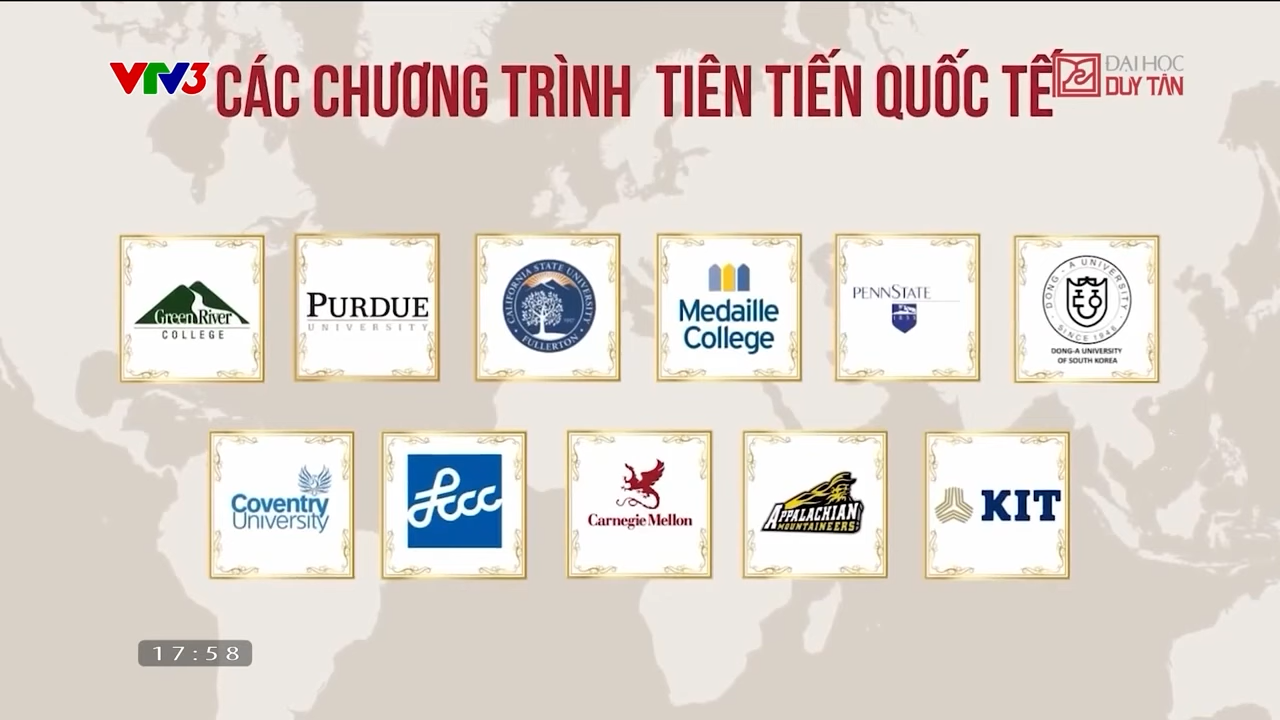 VTV3
CÁC CHƯƠNG TRÌNH TIÊN TIẾN QUỐC TẾ
ĐẠI HỌC
DUY TÂN
Green River
COLLEGE
PURDUE
UNIVERSITY
CALIFORNIA STATE UNIVERSITY
FULLERTON
Medaille
College
PENNSTATE
1855
DONG-A UNIVERSITY
SINCE 1946
DONG-A UNIVERSITY
OF SOUTH KOREA
Coventry
University
Carnegie Mellon
APPALACHIAN
MOUNTAINEERS
KIT
17:58